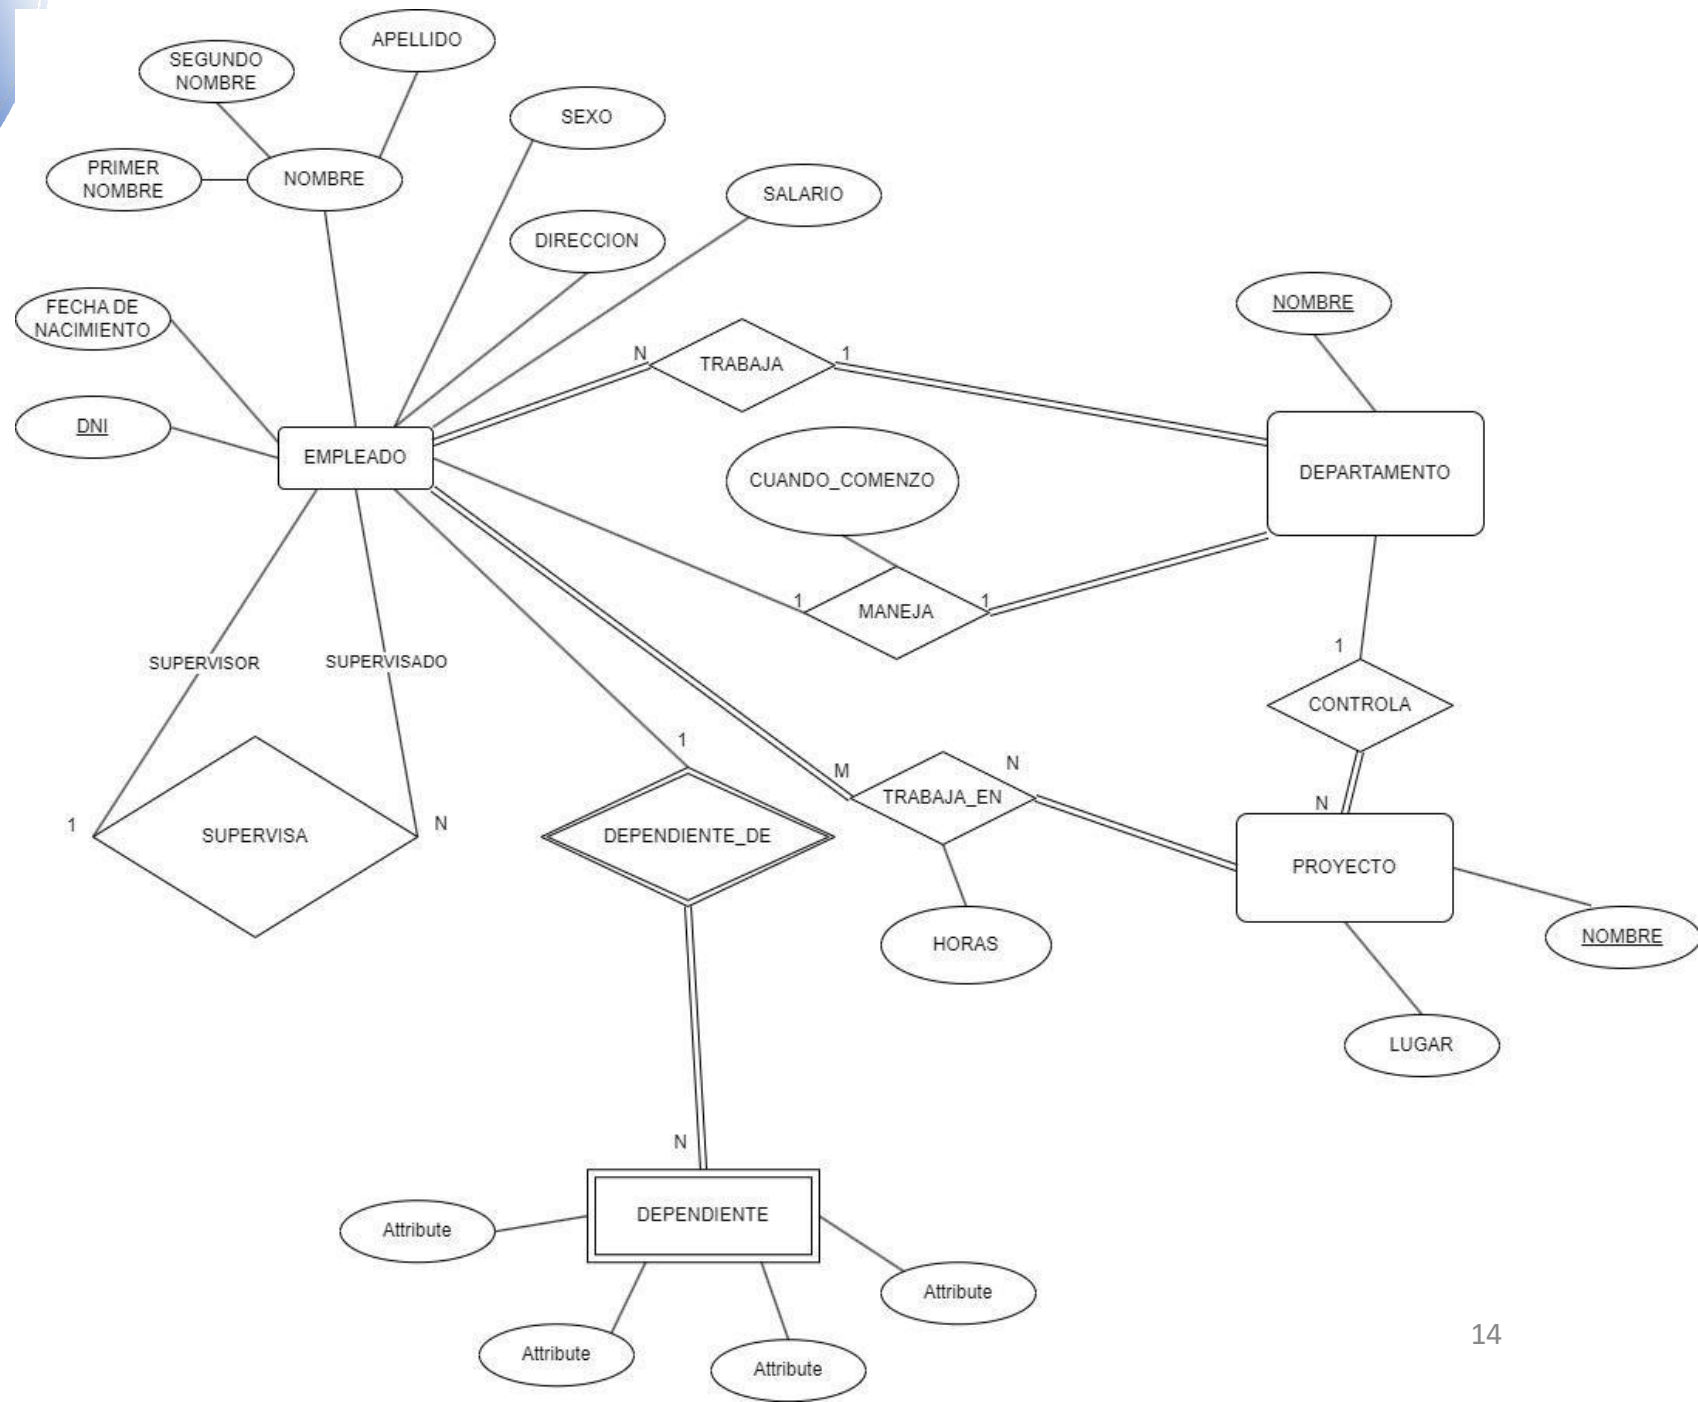 APELLIDO
SEGUNDO
NOMBRE
SEXO
PRIMER
NOMBRE
NOMBRE
SALARIO
DIRECCION
FECHA DE
NACIMIENTO
NOMBRE
N
TRABAJA
1
DNI
EMPLEADO
CUANDO_COMENZO
DEPARTAMENTO
1
MANEJA
1
SUPERVISOR
SUPERVISADO
1
CONTROLA
1
M
N
TRABAJA_EN
N
1
SUPERVISA
N
DEPENDIENTE_DE
PROYECTO
HORAS
NOMBRE
LUGAR
N
DEPENDIENTE
Attribute
Attribute
Attribute
Attribute
14